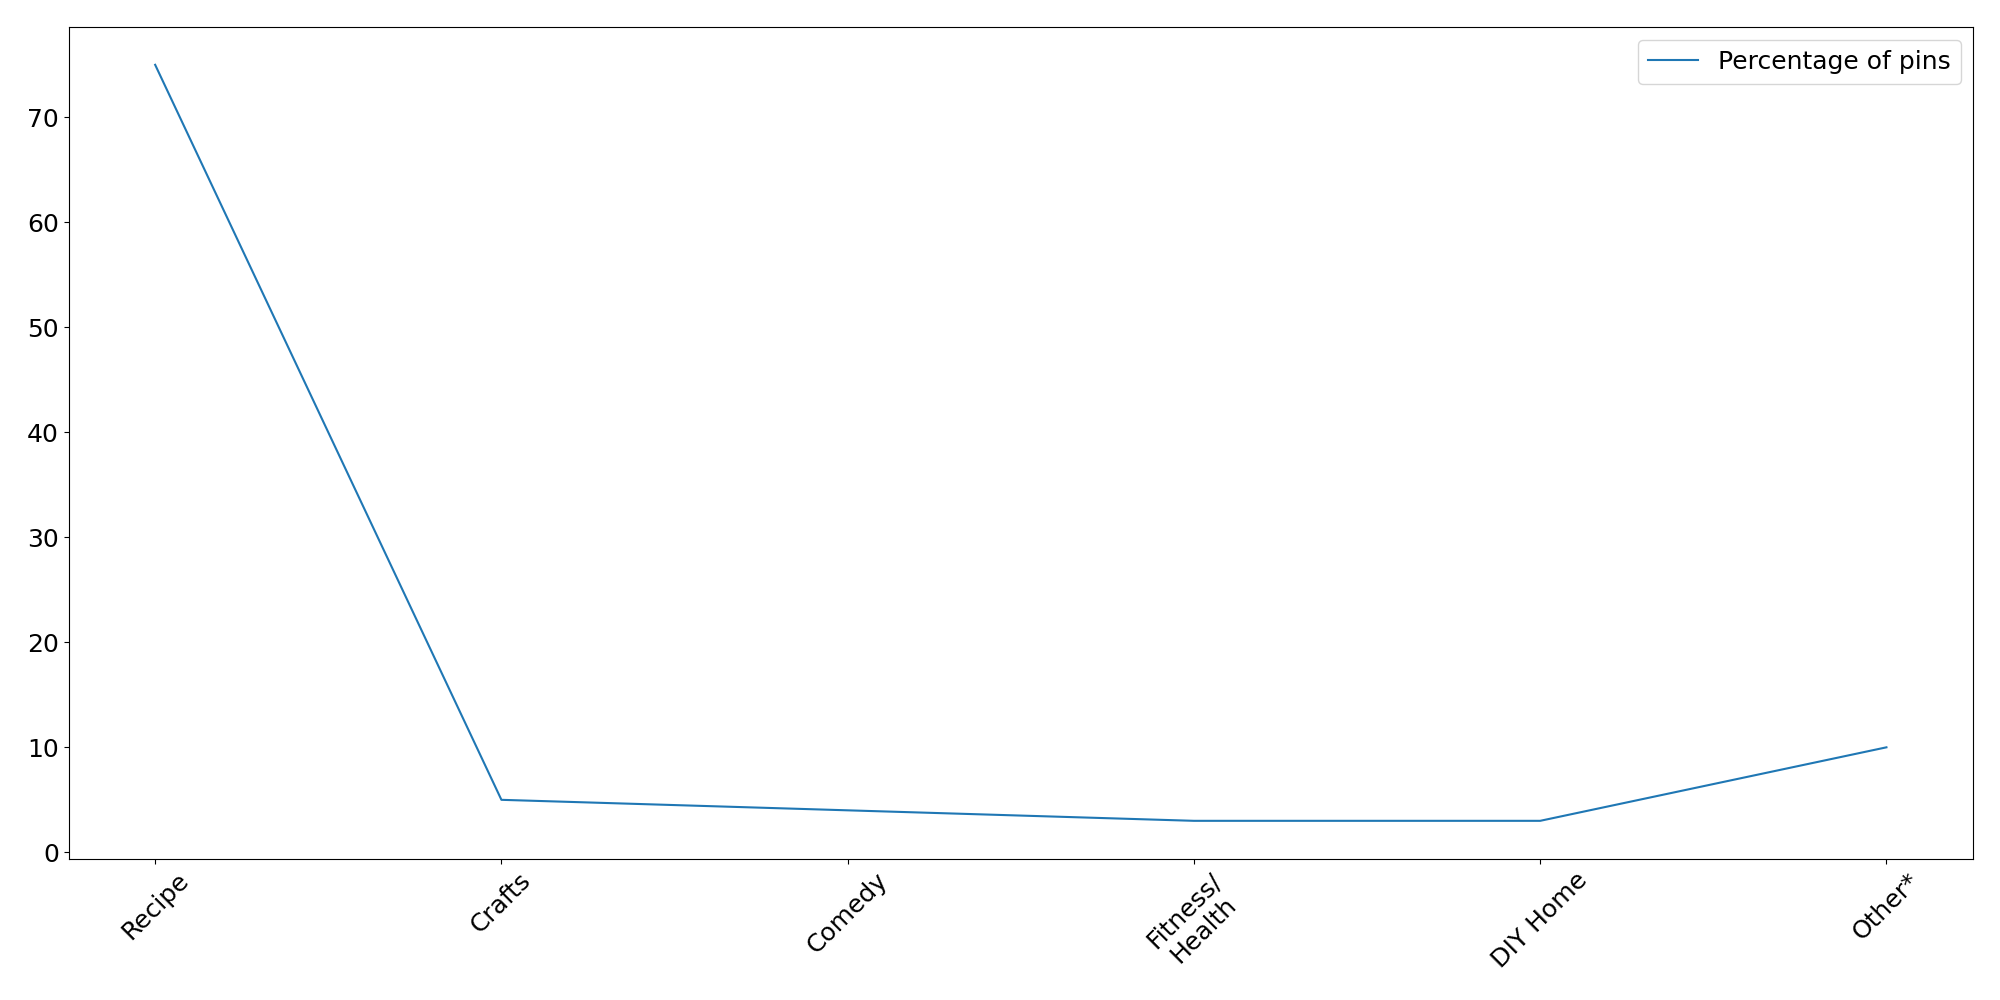 Percentage of pins
70
60
50
40
30
20
10
0
Recipe
Crafts
Comedy
Fitness/
Health
DIY Home
Other*